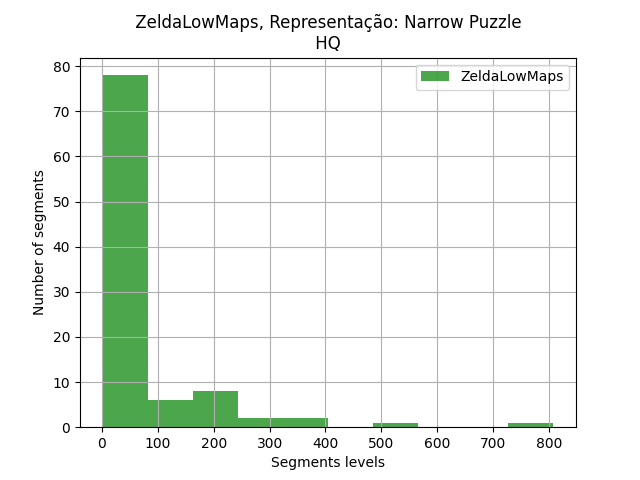 ZeldaLowMaps, Representação: Narrow Puzzle
HQ
ZeldaLowMaps
80
70
60
50
40
30
20
10
0
Number of segments
0 100 200 300 400 500 600 700 800
Segments levels